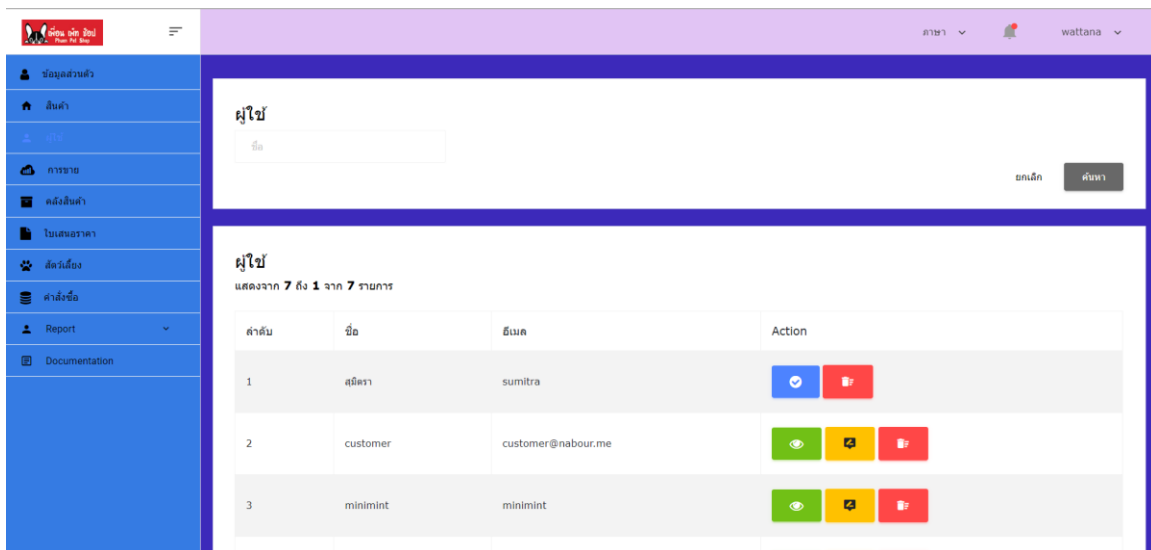 เพื่อน พัท ช้อป
Phuen Pet Shop
ภาษา
wattana
ข้อมูลส่วนตัว
สินค้า
ผู้ใช้
การขาย
คลังสินค้า
ใบเสนอราคา
สัตว์เลี้ยง
คำสั่งซื้อ
Report
Documentation
ผู้ใช้
ชื่อ
ยกเลิก ค้นหา
ผู้ใช้
แสดงจาก 7 ถึง 1 จาก 7 รายการ
ลำดับ ชื่อ อีเมล Action
1 สุมิตรา sumitra
2 customer customer@nabour.me
3 minimint minimint